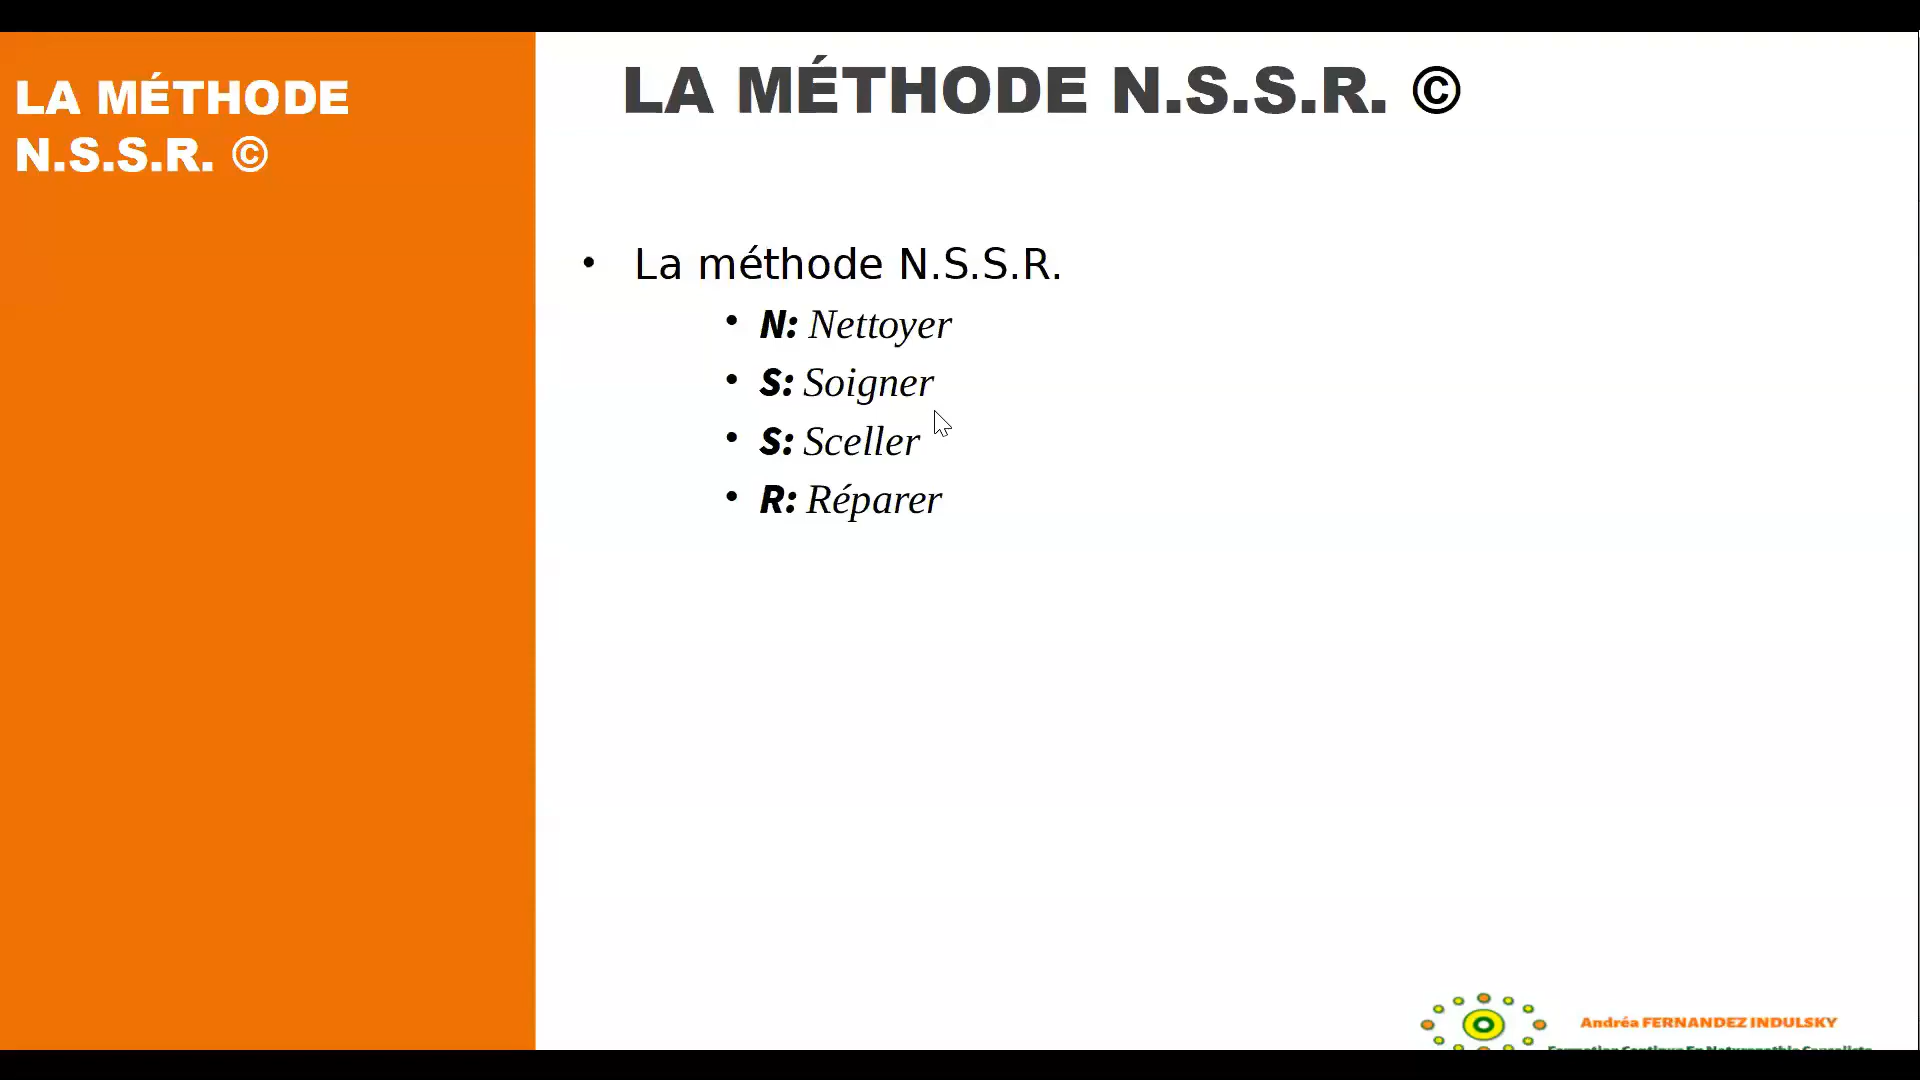 LA MÉTHODE
N.S.S.R. ©
LA MÉTHODE N.S.S.R. ©
• La méthode N.S.S.R.
• N: Nettoyer
• S: Soigner
• S: Sceller
• R: Réparer
Andréa FERNANDEZ INDULSKY